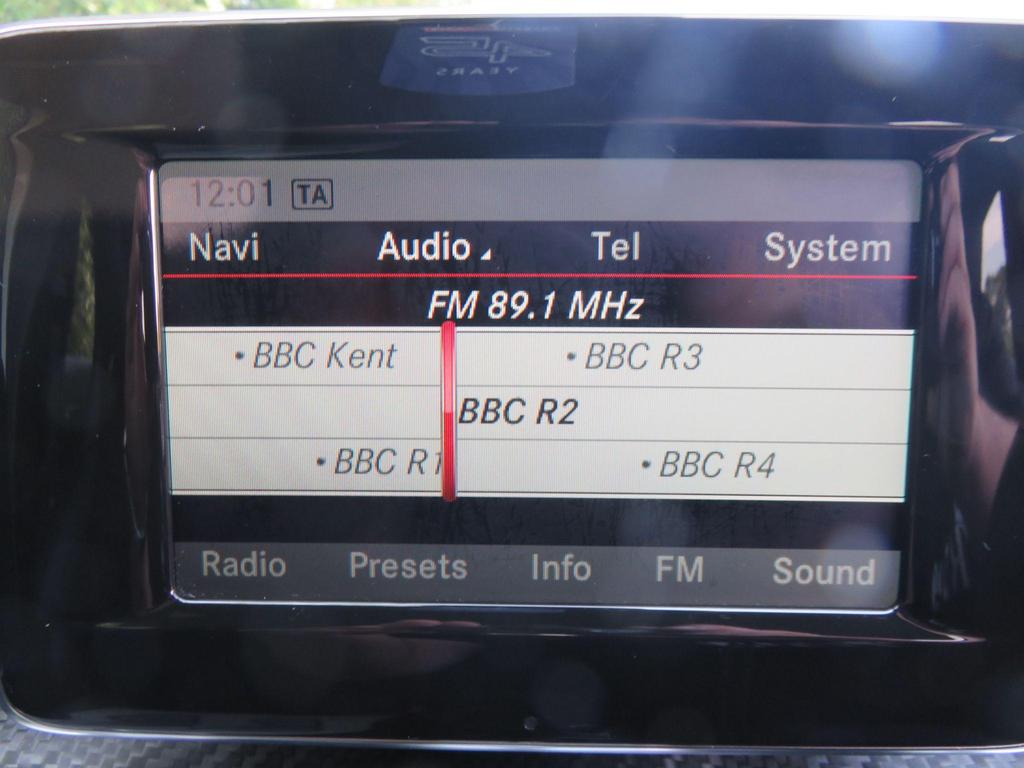 YEARS
12:01 TA
Navi Audio Tel System
FM 89.1 MHz
• BBC Kent • BBC R3
BBC R2
• BBC R1 • BBC R4
Radio Presets Info FM Sound